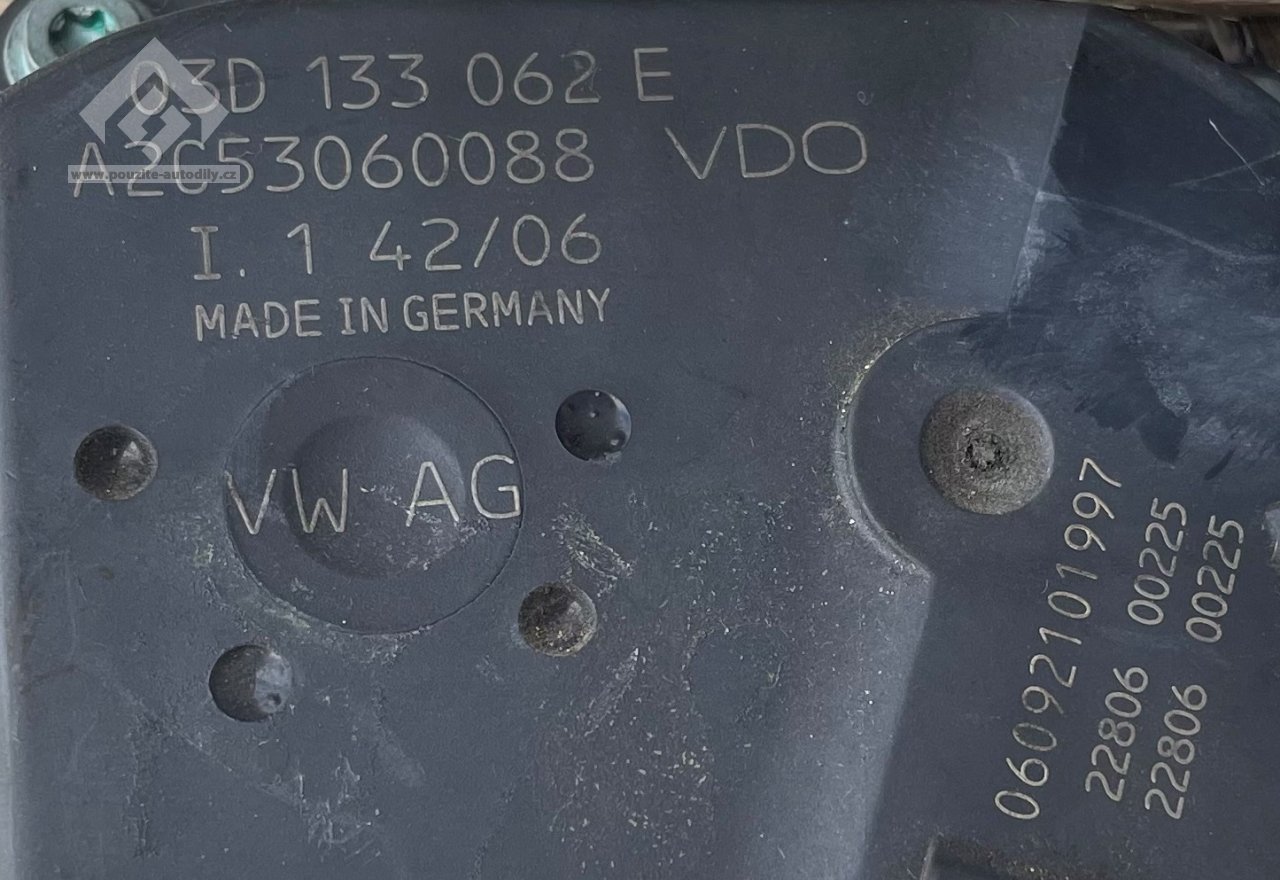 03D 133 062 E
A2C53060088 VDO
www.pouzite-autodily.cz
I. 1 42/06
MADE IN GERMANY
VW AG
06092101997
22806 00225
22806 00225